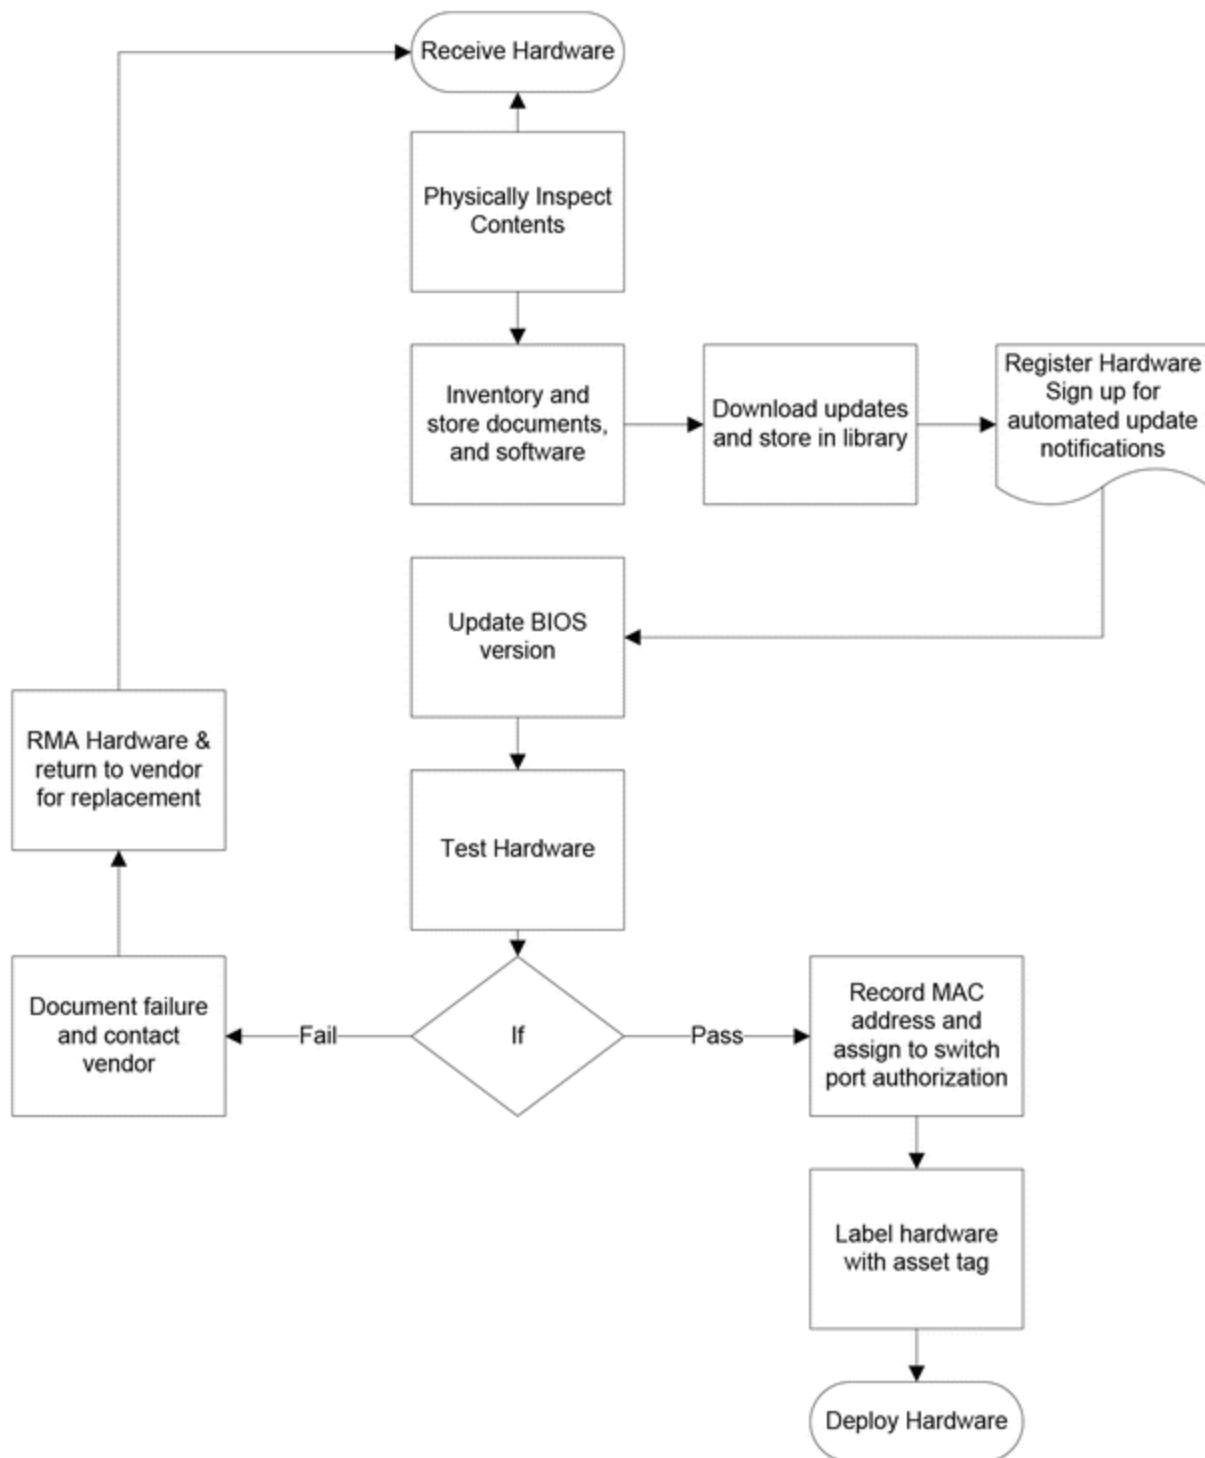 Receive Hardware
Physically Inspect
Contents
Inventory and
store documents,
and software
Download updates
and store in library
Register Hardware
Sign up for
automated update
notifications
Update BIOS
version
RMA Hardware &
return to vendor
for replacement
Test Hardware
Document failure
and contact
vendor
Fail
If
Pass
Record MAC
address and
assign to switch
port authorization
Label hardware
with asset tag
Deploy Hardware